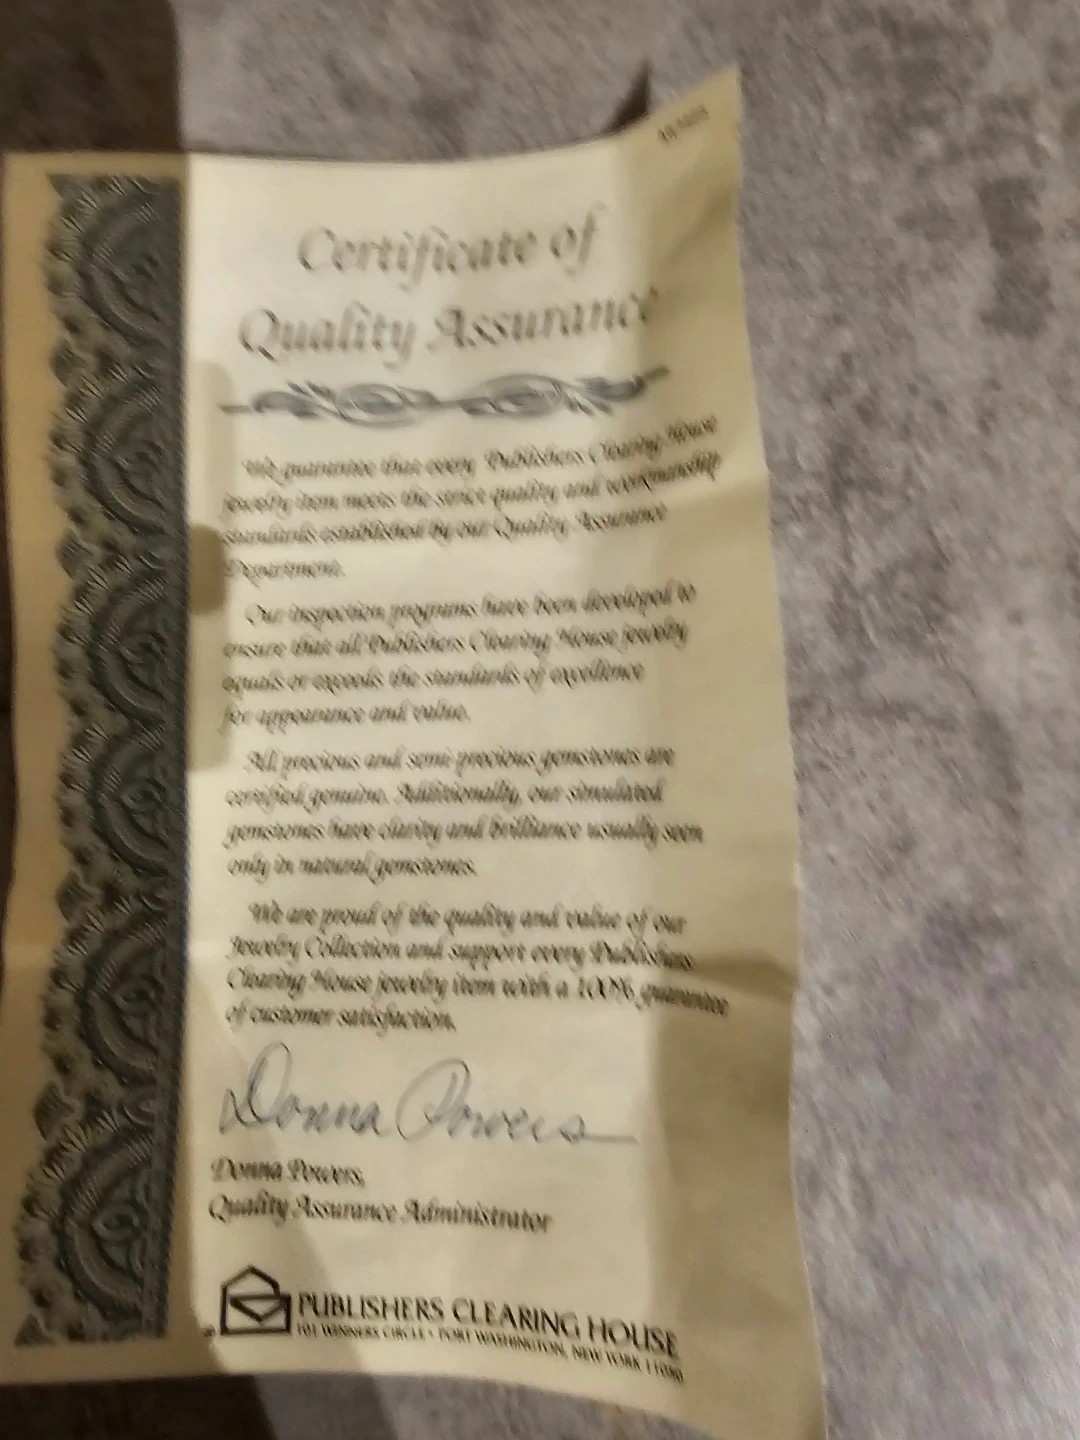 Certificate of
Quality Assurance
We guarantee that every Publishers Clearing House
jewelry item meets the strict quality and workmanship
standards established by our Quality Assurance
Department.
Our inspection programs have been developed to
ensure that all Publishers Clearing House jewelry
equals or exceeds the standards of excellence
for appearance and value.
All precious and semi-precious gemstones are
certified genuine. Additionally, our simulated
gemstones have clarity and brilliance usually seen
only in natural gemstones.
We are proud of the quality and value of our
Jewelry Collection and support every Publishers
Clearing House jewelry item with a 100% guarantee
of customer satisfaction.
Donna Powers
Donna Powers,
Quality Assurance Administrator
PUBLISHERS CLEARING HOUSE
101 WINNERS CIRCLE • PORT WASHINGTON, NEW YORK 11050